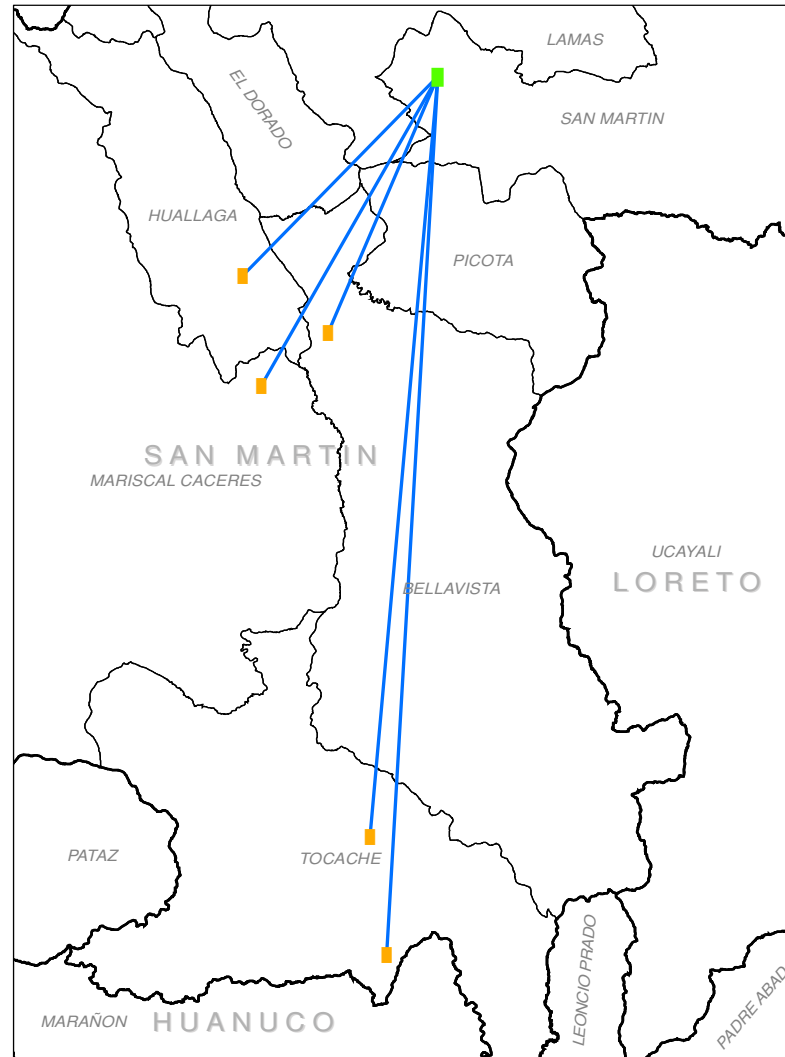 LAMAS
EL DORADO
SAN MARTIN
HUALLAGA
PICOTA
SAN MARTIN
MARISCAL CACERES
UCAYALI
BELLAVISTA
LORETO
PATAZ
TOCACHE
LEONCIO PRADO
PADRE ABAD
MARAÑON
HUANUCO